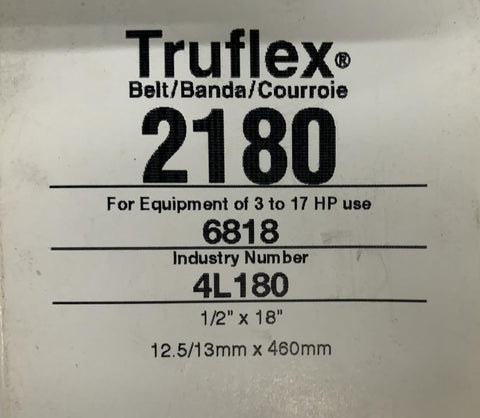 Truflex®
Belt/Banda/Courroie
2180
For Equipment of 3 to 17 HP use
6818
Industry Number
4L180
1/2" x 18"
12.5/13mm x 460mm